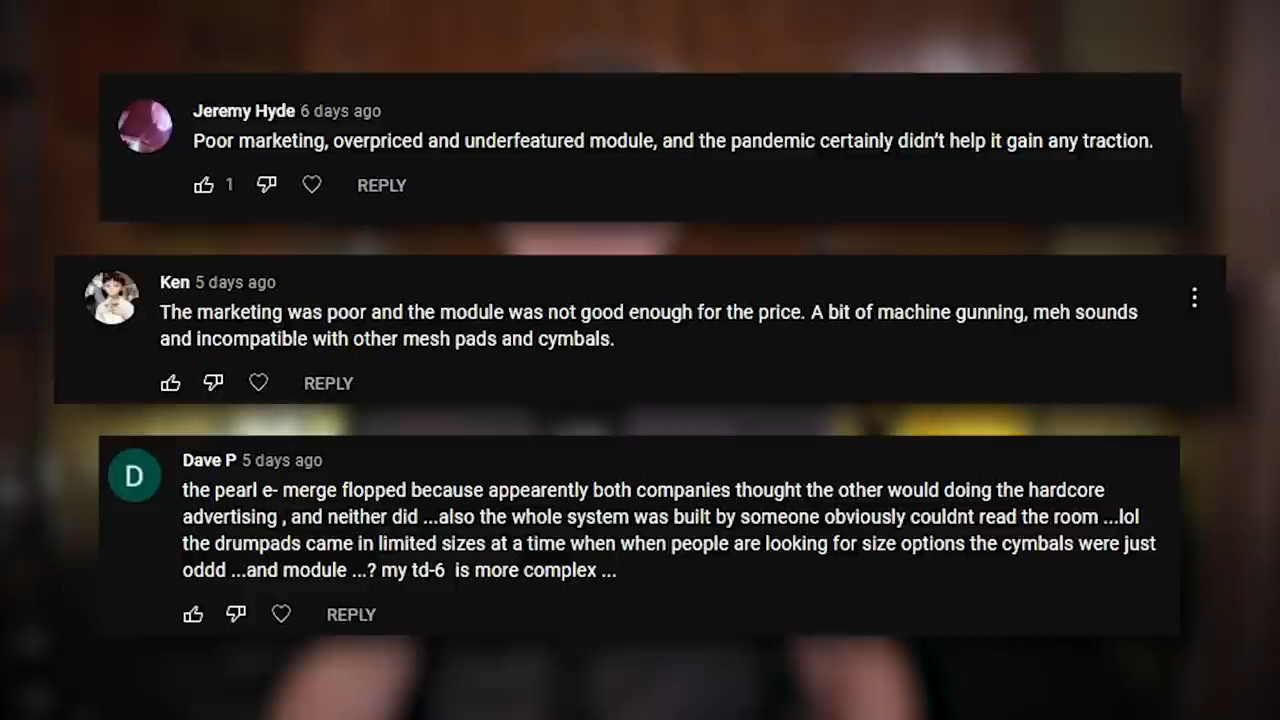 Jeremy Hyde 6 days ago
Poor marketing, overpriced and underfeatured module, and the pandemic certainly didn't help it gain any traction.
1 REPLY
Ken 5 days ago
The marketing was poor and the module was not good enough for the price. A bit of machine gunning, meh sounds
and incompatible with other mesh pads and cymbals.
REPLY
D
Dave P 5 days ago
the pearl e- merge flopped because appearently both companies thought the other would doing the hardcore
advertising , and neither did ...also the whole system was built by someone obviously couldnt read the room ...lol
the drumpads came in limited sizes at a time when when people are looking for size options the cymbals were just
oddd ...and module ...? my td-6 is more complex ...
REPLY